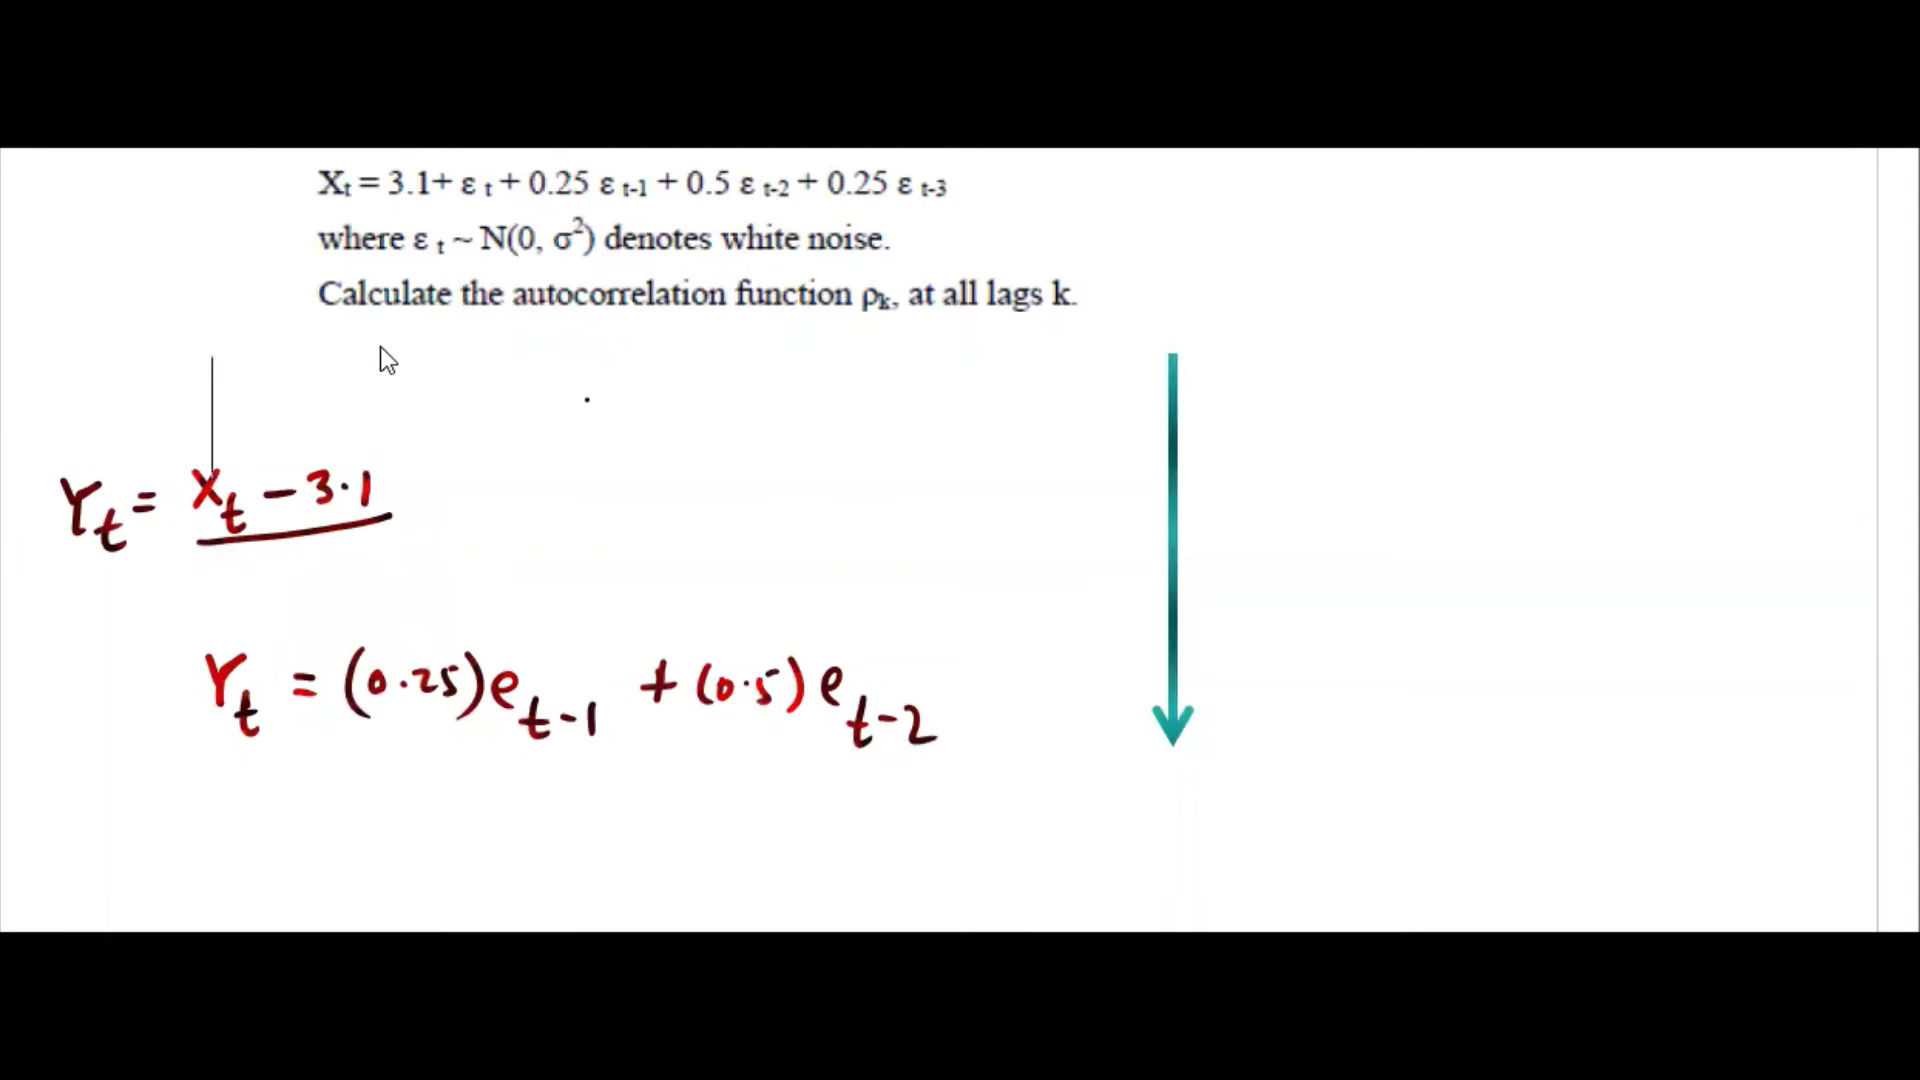 Xt = 3.1+ ε t + 0.25 ε t-1 + 0.5 ε t-2 + 0.25 ε t-3
where ε t ~ N(0, σ²) denotes white noise.
Calculate the autocorrelation function ρk, at all lags k.
Yt = Xt - 3.1
Yt = (0.25)et-1 + (0.5)et-2